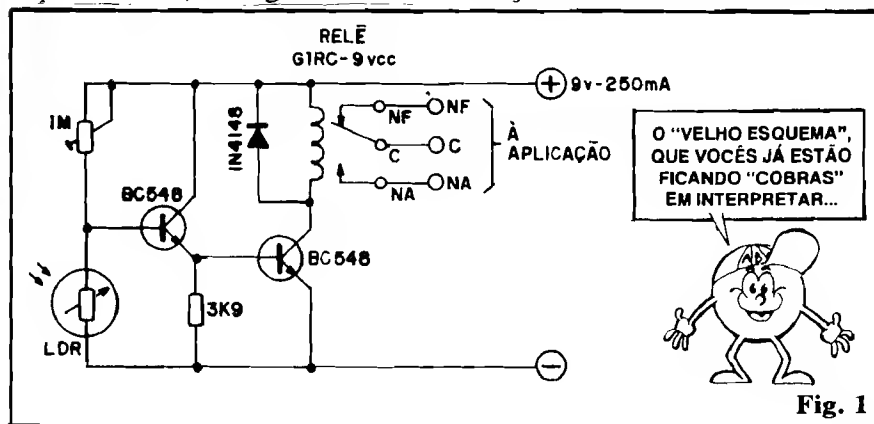 RELÊ
G1RC-9vcc
1M
1N4148
NF
NF
C
C
NA
NA
À
APLICAÇÃO
9v-250mA
BC548
BC548
3K9
LDR
O "VELHO ESQUEMA",
QUE VOCÊS JÁ ESTÃO
FICANDO "COBRAS"
EM INTERPRETAR...
Fig. 1